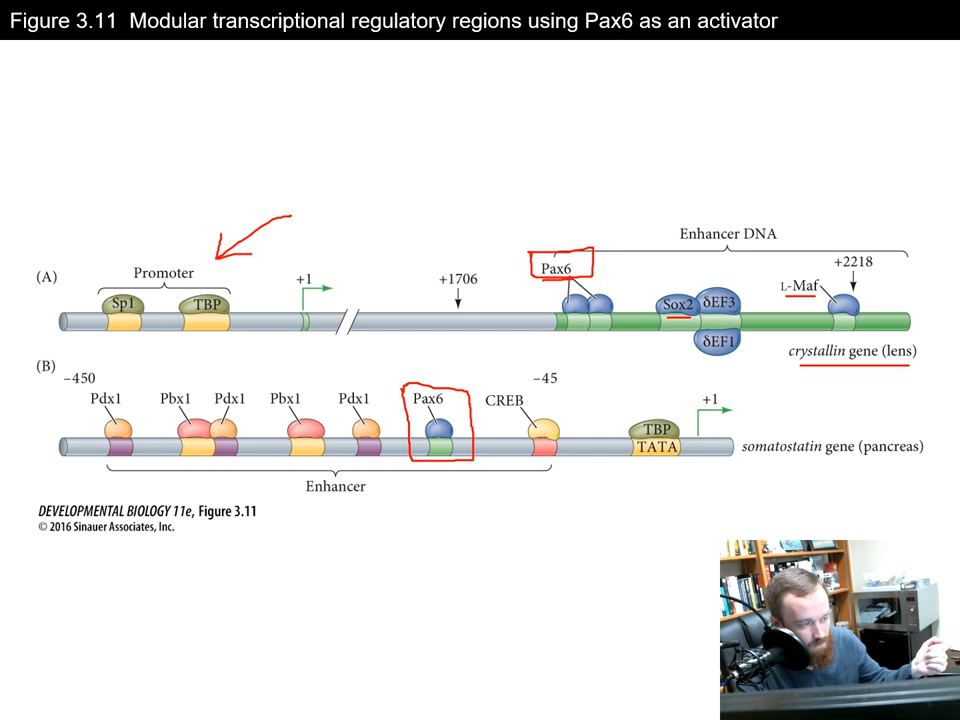 Figure 3.11 Modular transcriptional regulatory regions using Pax6 as an activator
Enhancer DNA
(A)
Promoter
+1
+1706
Pax6
+2218
L-Maf
Sp1
TBP
Sox2
δEF3
δEF1
crystallin gene (lens)
(B)
–450
–45
Pdx1
Pbx1
Pdx1
Pbx1
Pdx1
Pax6
CREB
+1
TBP
TATA
somatostatin gene (pancreas)
Enhancer
DEVELOPMENTAL BIOLOGY 11e, Figure 3.11
© 2016 Sinauer Associates, Inc.